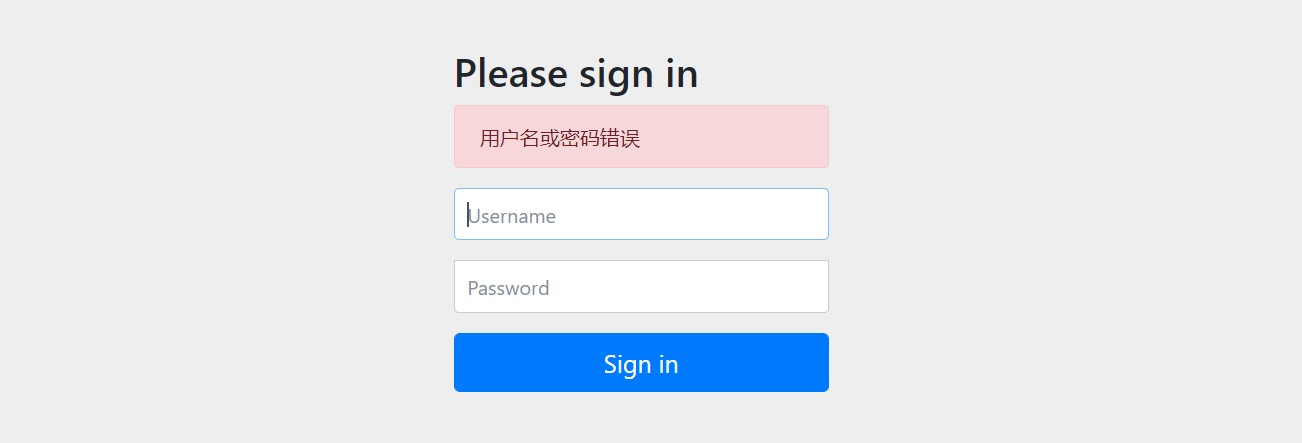 Please sign in
用户名或密码错误
Username
Password
Sign in